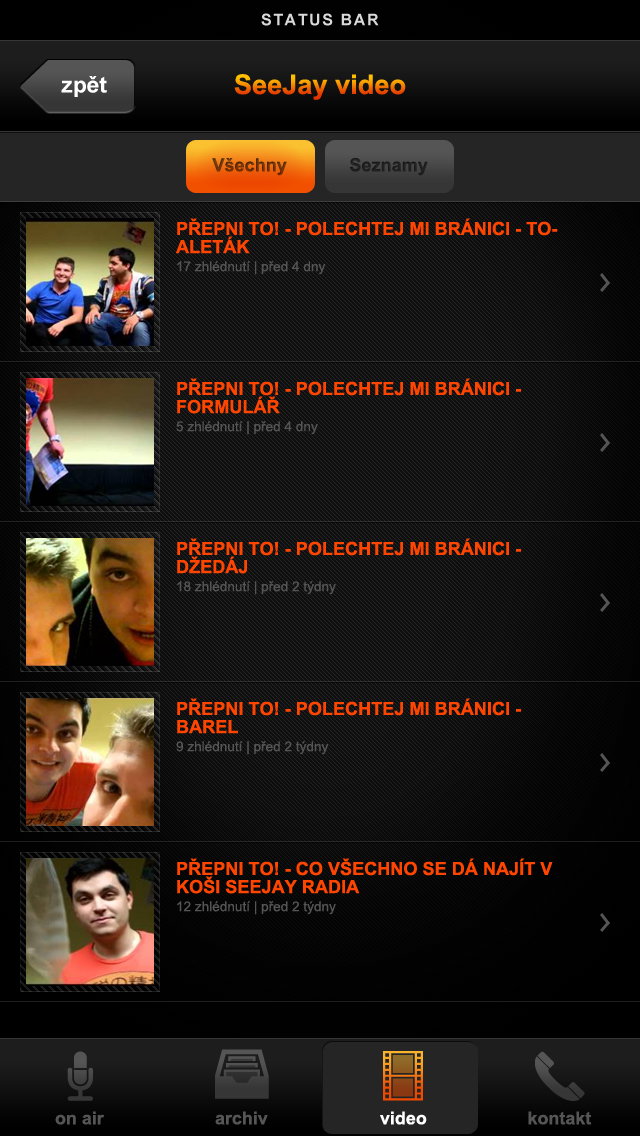 STATUS BAR
zpět
SeeJay video
Všechny
Seznamy
PŘEPNI TO! - POLECHTEJ MI BRÁNICI - TO-
ALETÁK
17 zhlédnutí | před 4 dny
PŘEPNI TO! - POLECHTEJ MI BRÁNICI -
FORMULÁŘ
5 zhlédnutí | před 4 dny
PŘEPNI TO! - POLECHTEJ MI BRÁNICI -
DŽEDÁJ
18 zhlédnutí | před 2 týdny
PŘEPNI TO! - POLECHTEJ MI BRÁNICI -
BAREL
9 zhlédnutí | před 2 týdny
PŘEPNI TO! - CO VŠECHNO SE DÁ NAJÍT V
KOŠI SEEJAY RADIA
12 zhlédnutí | před 2 týdny
on air
archiv
video
kontakt